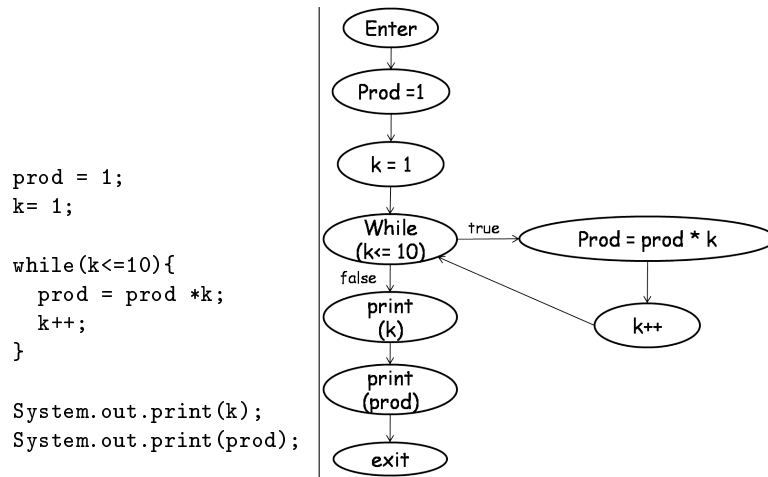 prod = 1;
k= 1;
while(k<=10){
prod = prod *k;
k++;
}
System.out.print(k);
System.out.print(prod);
Enter
Prod =1
k = 1
While
(k<= 10)
true
Prod = prod * k
k++
false
print
(k)
print
(prod)
exit